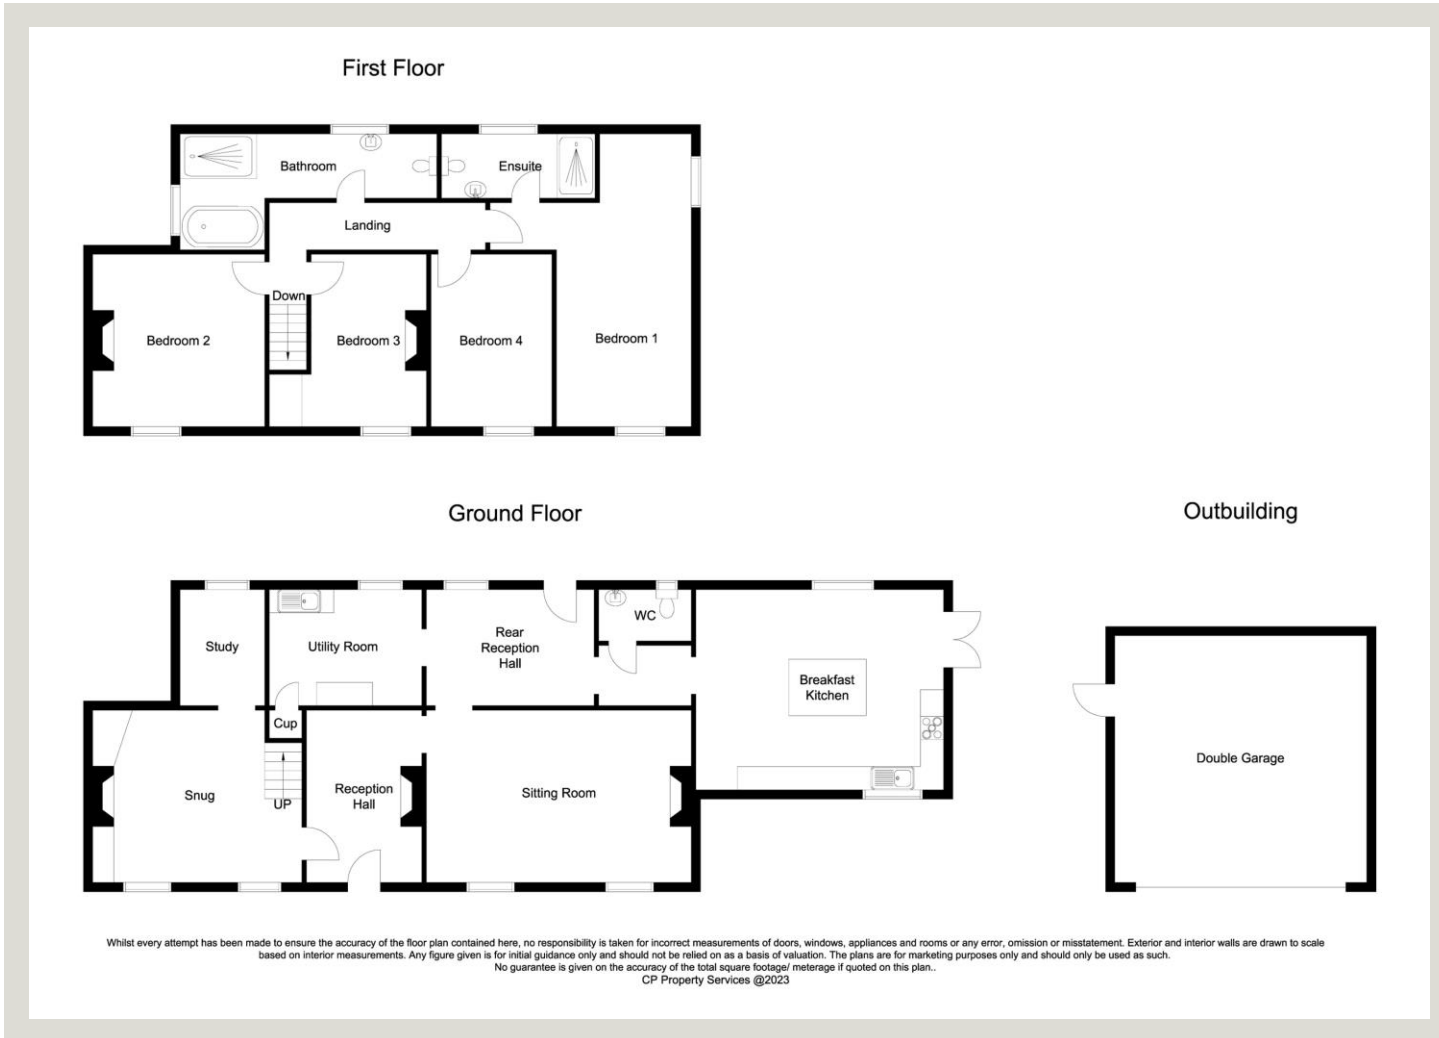 First Floor
Bathroom
Ensuite
Landing
Down
Bedroom 2
Bedroom 3
Bedroom 4
Bedroom 1
Ground Floor
Outbuilding
Study
Utility Room
Rear
Reception
Hall
WC
Breakfast
Kitchen
Cup
Snug
UP
Reception
Hall
Sitting Room
Double Garage
Whilst every attempt has been made to ensure the accuracy of the floor plan contained here, no responsibility is taken for incorrect measurements of doors, windows, appliances and rooms or any error, omission or misstatement. Exterior and interior walls are drawn to scale
based on interior measurements. Any figure given is for initial guidance only and should not be relied on as a basis of valuation. The plans are for marketing purposes only and should only be used as such.
No guarantee is given on the accuracy of the total square footage/ meterage if quoted on this plan..
CP Property Services @2023